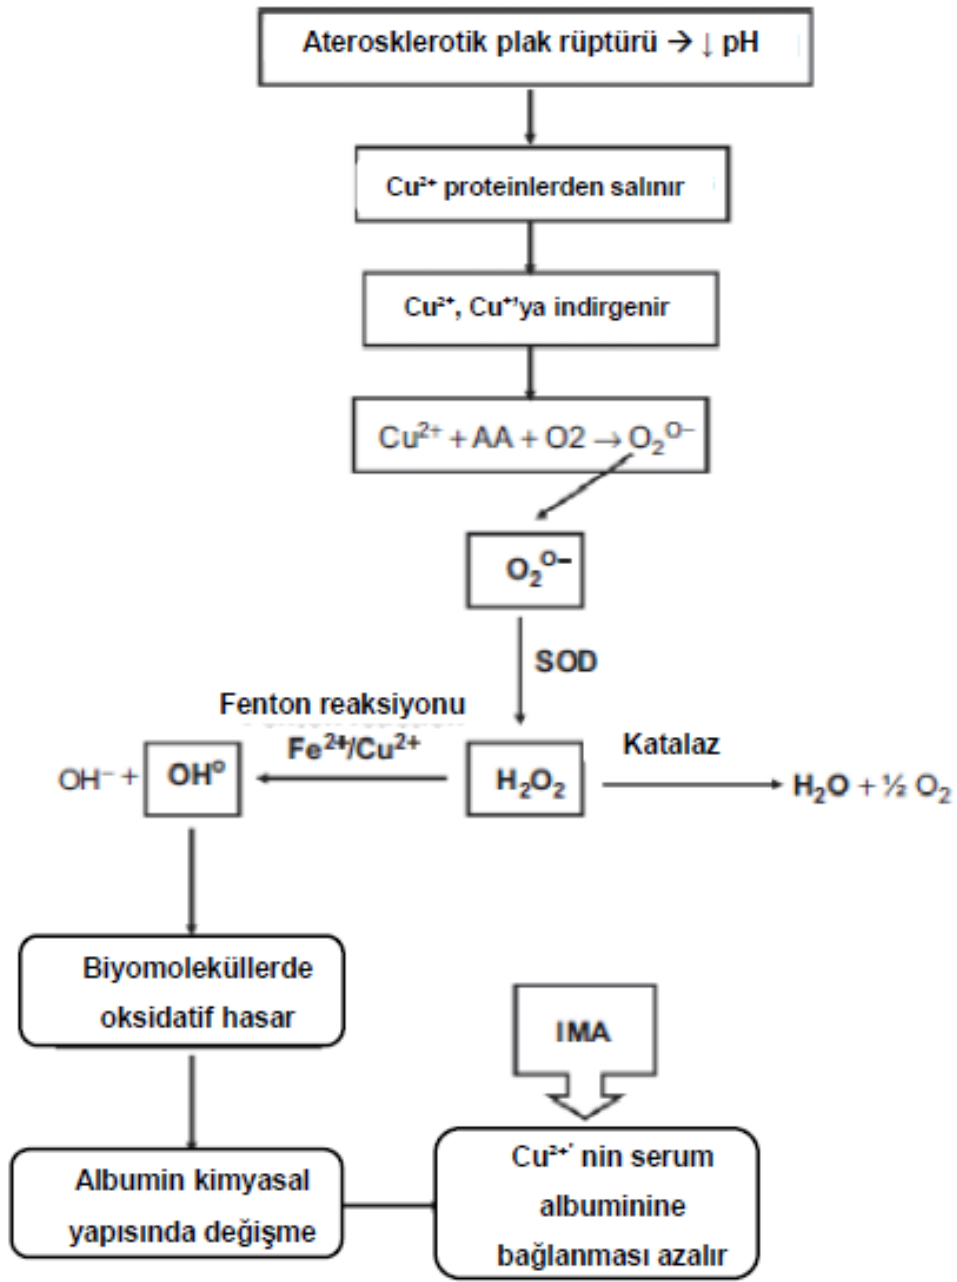 Aterosklerotik plak rüptürü → ↓ pH
Cu²⁺ proteinlerden salınır
Cu²⁺, Cu⁺'ya indirgenir
Cu²⁺ + AA + O2 → O₂ᴼ⁻
O₂ᴼ⁻
SOD
Fenton reaksiyonu
Fe²⁺/Cu²⁺
Katalaz
OH⁻ + OHᴼ
H₂O₂
H₂O + ½ O₂
Biyomoleküllerde
oksidatif hasar
IMA
Albumin kimyasal
yapısında değişme
Cu²⁺' nin serum
albuminine
bağlanması azalır